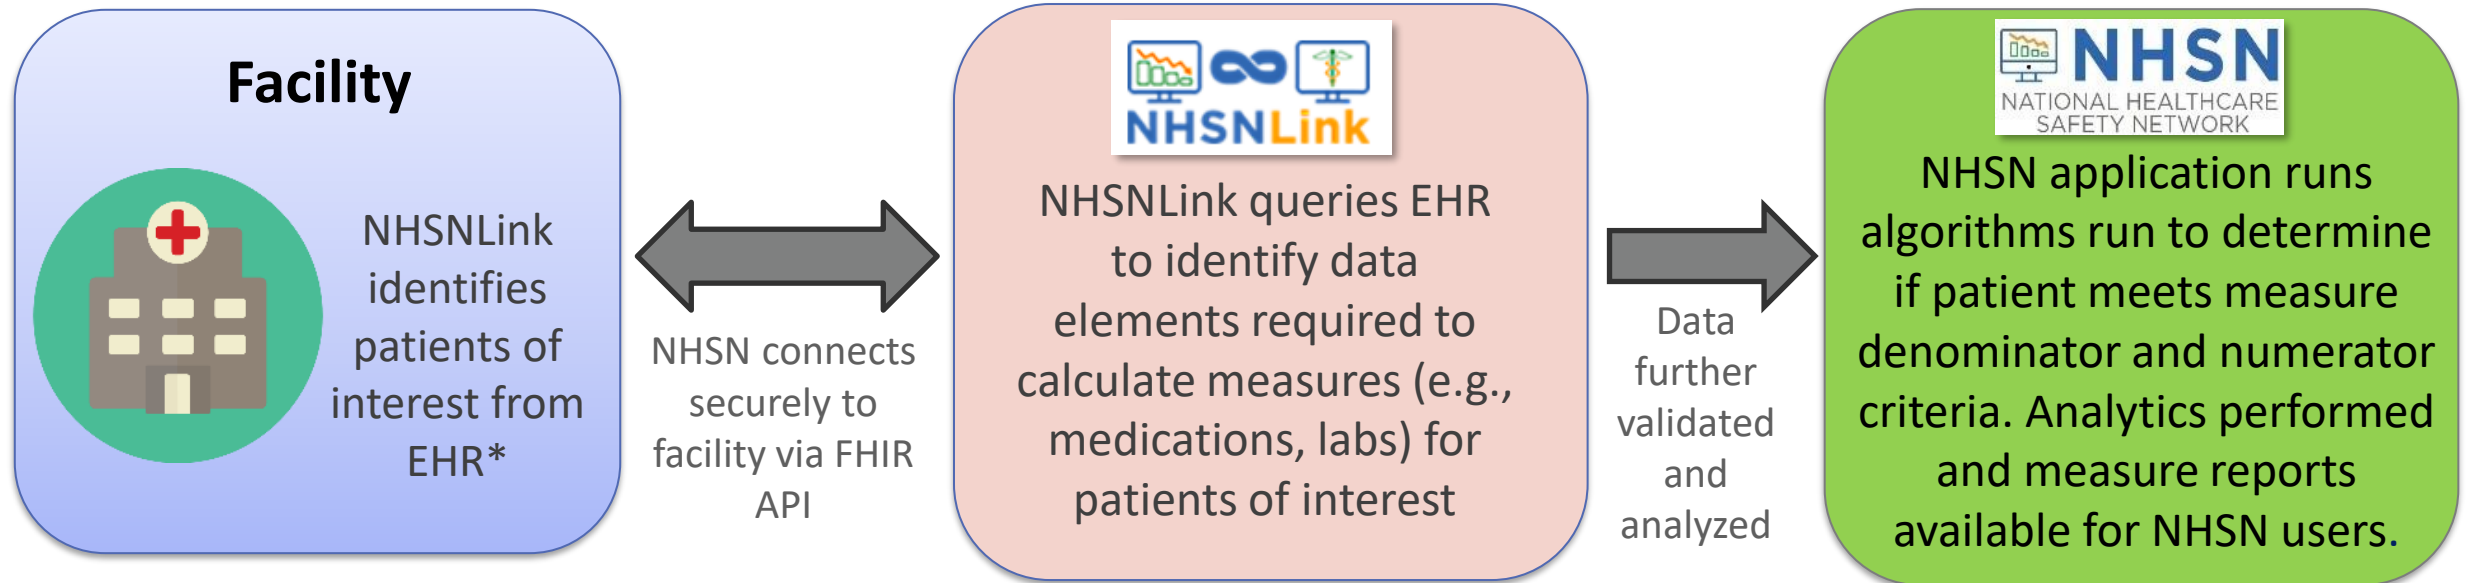 Facility
NHSNLink
identifies
patients of
interest from
EHR*
NHSN connects
securely to
facility via FHIR
API
NHSNLink
NHSNLink queries EHR
to identify data
elements required to
calculate measures (e.g.,
medications, labs) for
patients of interest
Data
further
validated
and
analyzed
NHSN
NATIONAL HEALTHCARE
SAFETY NETWORK
NHSN application runs
algorithms run to determine
if patient meets measure
denominator and numerator
criteria. Analytics performed
and measure reports
available for NHSN users.